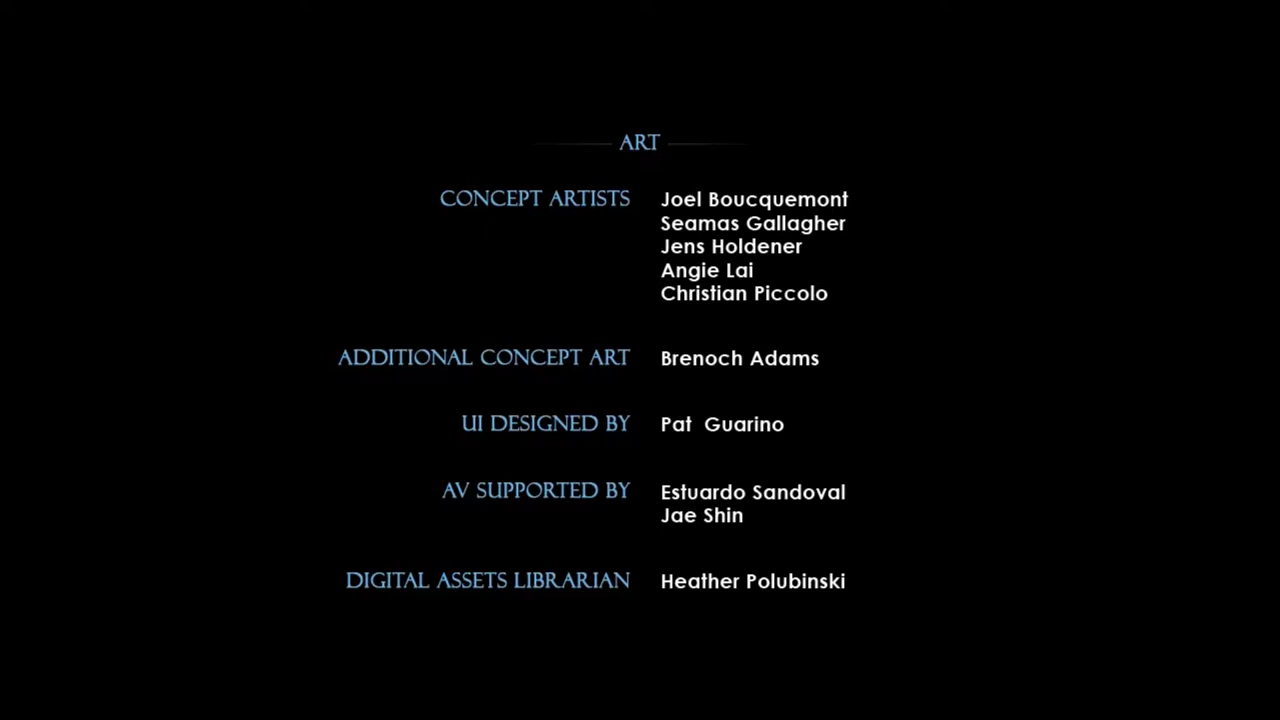 ART
CONCEPT ARTISTS Joel Boucquemont
Seamas Gallagher
Jens Holdener
Angie Lai
Christian Piccolo
ADDITIONAL CONCEPT ART Brenoch Adams
UI DESIGNED BY Pat  Guarino
AV SUPPORTED BY Estuardo Sandoval
Jae Shin
DIGITAL ASSETS LIBRARIAN Heather Polubinski